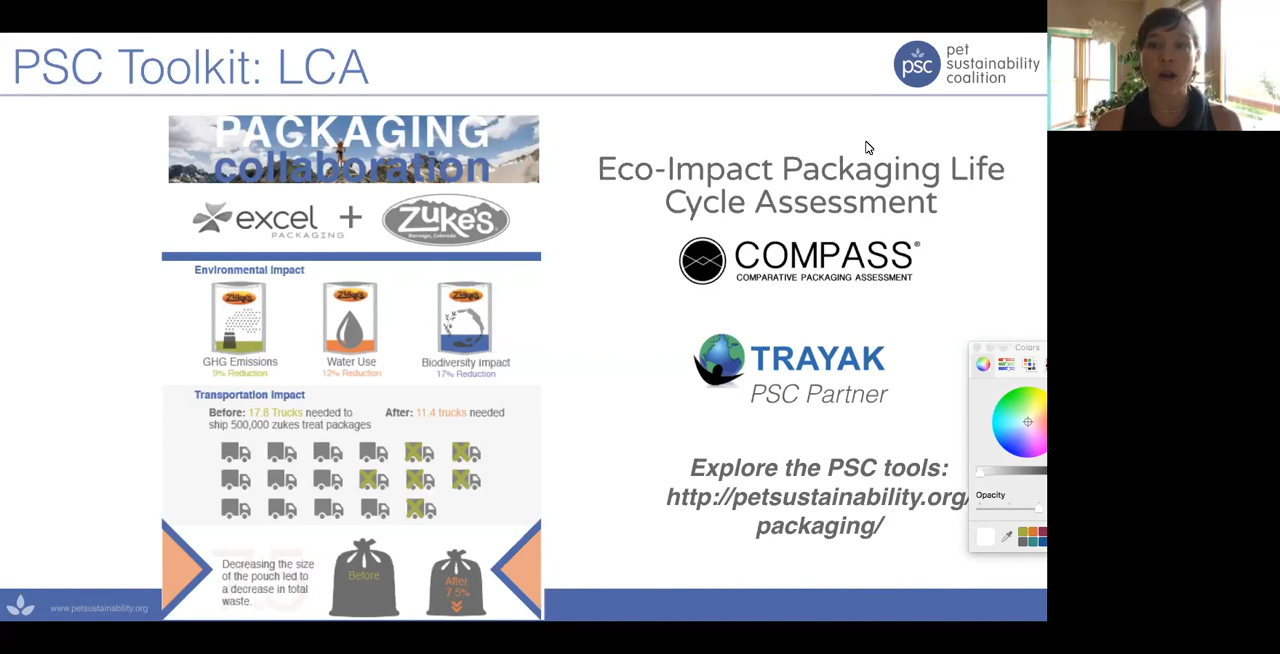 PSC Toolkit: LCA
psc
pet
sustainability
coalition
PACKAGING
collaboration
excel
PACKAGING
+
ZUKE'S
Durango, Colorado
Environmental Impact
ZUKE'S
ZUKE'S
ZUKE'S
GHG Emissions
9% Reduction
Water Use
12% Reduction
Biodiversity Impact
17% Reduction
Transportation Impact
Before: 17.8 Trucks needed to
ship 500,000 zukes treat packages
After: 11.4 trucks needed
7.5
Decreasing the size
of the pouch led to
a decrease in total
waste.
Before
After
7.5%
Eco-Impact Packaging Life
Cycle Assessment
COMPASS®
COMPARATIVE PACKAGING ASSESSMENT
TRAYAK
PSC Partner
Explore the PSC tools:
http://petsustainability.org/
packaging/
Colors
Opacity
www.petsustainability.org